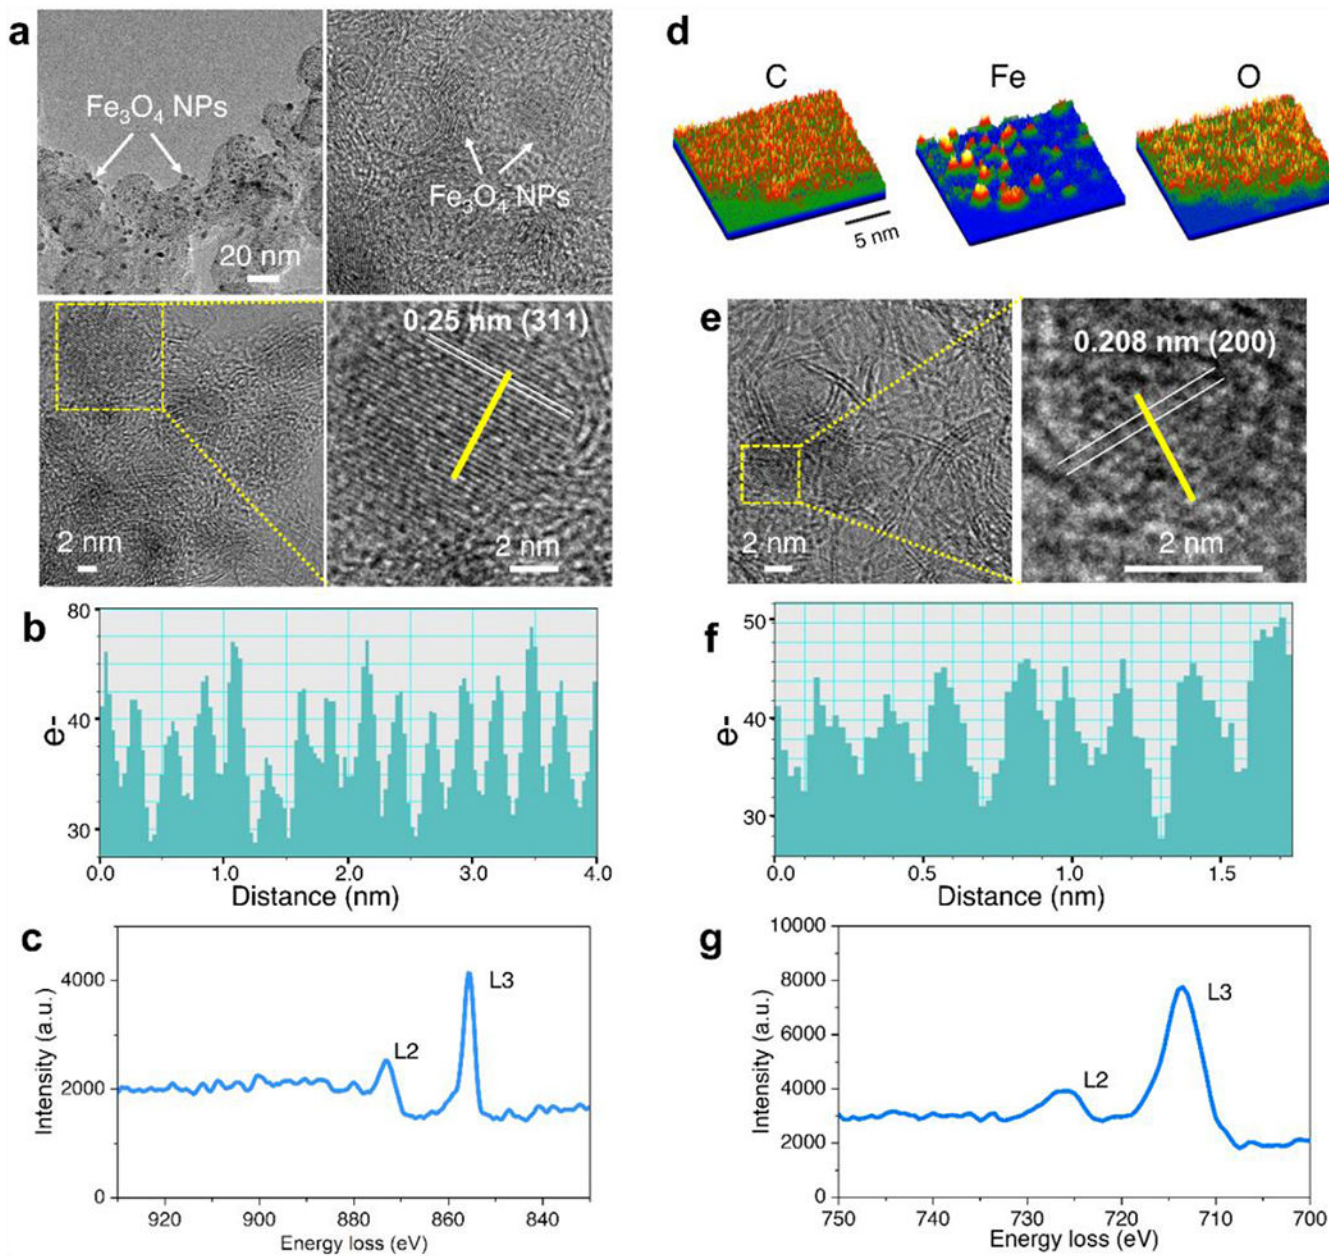 a
Fe₃O₄ NPs
20 nm
Fe₃O₄ NPs
2 nm
0.25 nm (311)
2 nm
b
80
40
30
e-
0.0 1.0 2.0 3.0 4.0
Distance (nm)
c
4000
2000
0
Intensity (a.u.)
L2
L3
920 900 880 860 840
Energy loss (eV)
d
C
Fe
O
5 nm
e
2 nm
0.208 nm (200)
2 nm
f
50
40
30
e-
0.0 0.5 1.0 1.5
Distance (nm)
g
10000
8000
6000
4000
2000
0
Intensity (a.u.)
L2
L3
750 740 730 720 710 700
Energy loss (eV)